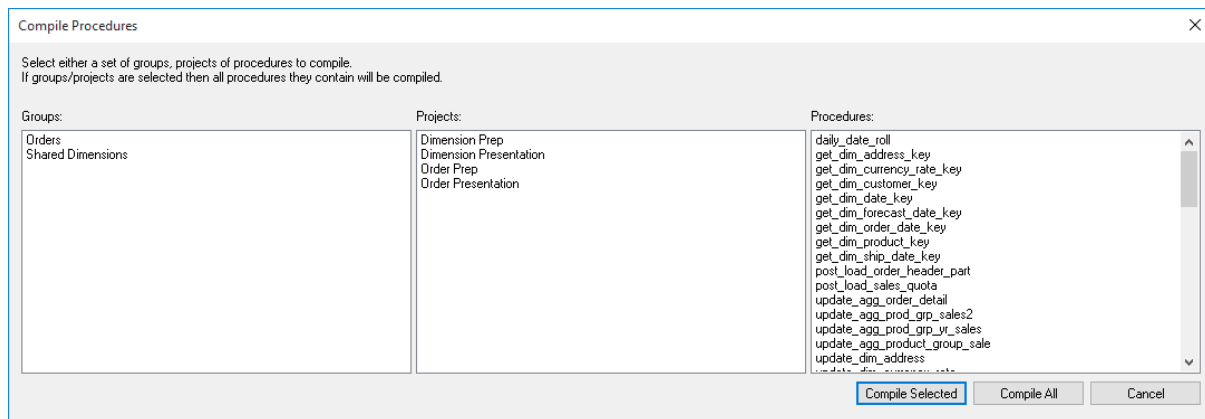 Compile Procedures
Select either a set of groups, projects of procedures to compile.
If groups/projects are selected then all procedures they contain will be compiled.
Groups:
Orders
Shared Dimensions
Projects:
Dimension Prep
Dimension Presentation
Order Prep
Order Presentation
Procedures:
daily_date_roll
get_dim_address_key
get_dim_currency_rate_key
get_dim_customer_key
get_dim_date_key
get_dim_forecast_date_key
get_dim_order_date_key
get_dim_product_key
get_dim_ship_date_key
post_load_order_header_part
post_load_sales_quota
update_agg_order_detail
update_agg_prod_grp_sales2
update_agg_prod_grp_yr_sales
update_agg_product_group_sale
update_dim_address
Compile Selected
Compile All
Cancel